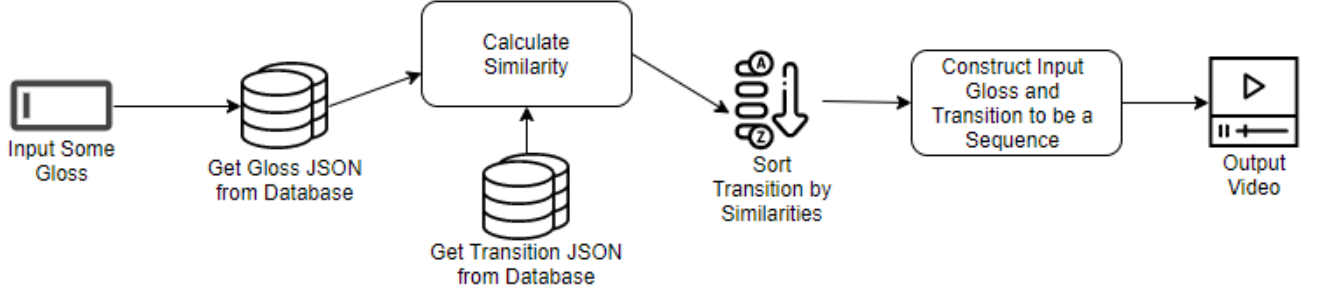 Input Some
Gloss
Get Gloss JSON
from Database
Calculate
Similarity
Get Transition JSON
from Database
A
Z
Sort
Transition by
Similarities
Construct Input
Gloss and
Transition to be a
Sequence
Output
Video